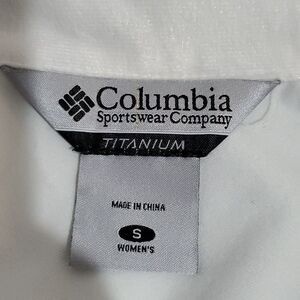 Columbia
Sportswear Company
TITANIUM
MADE IN CHINA
S
WOMEN'S